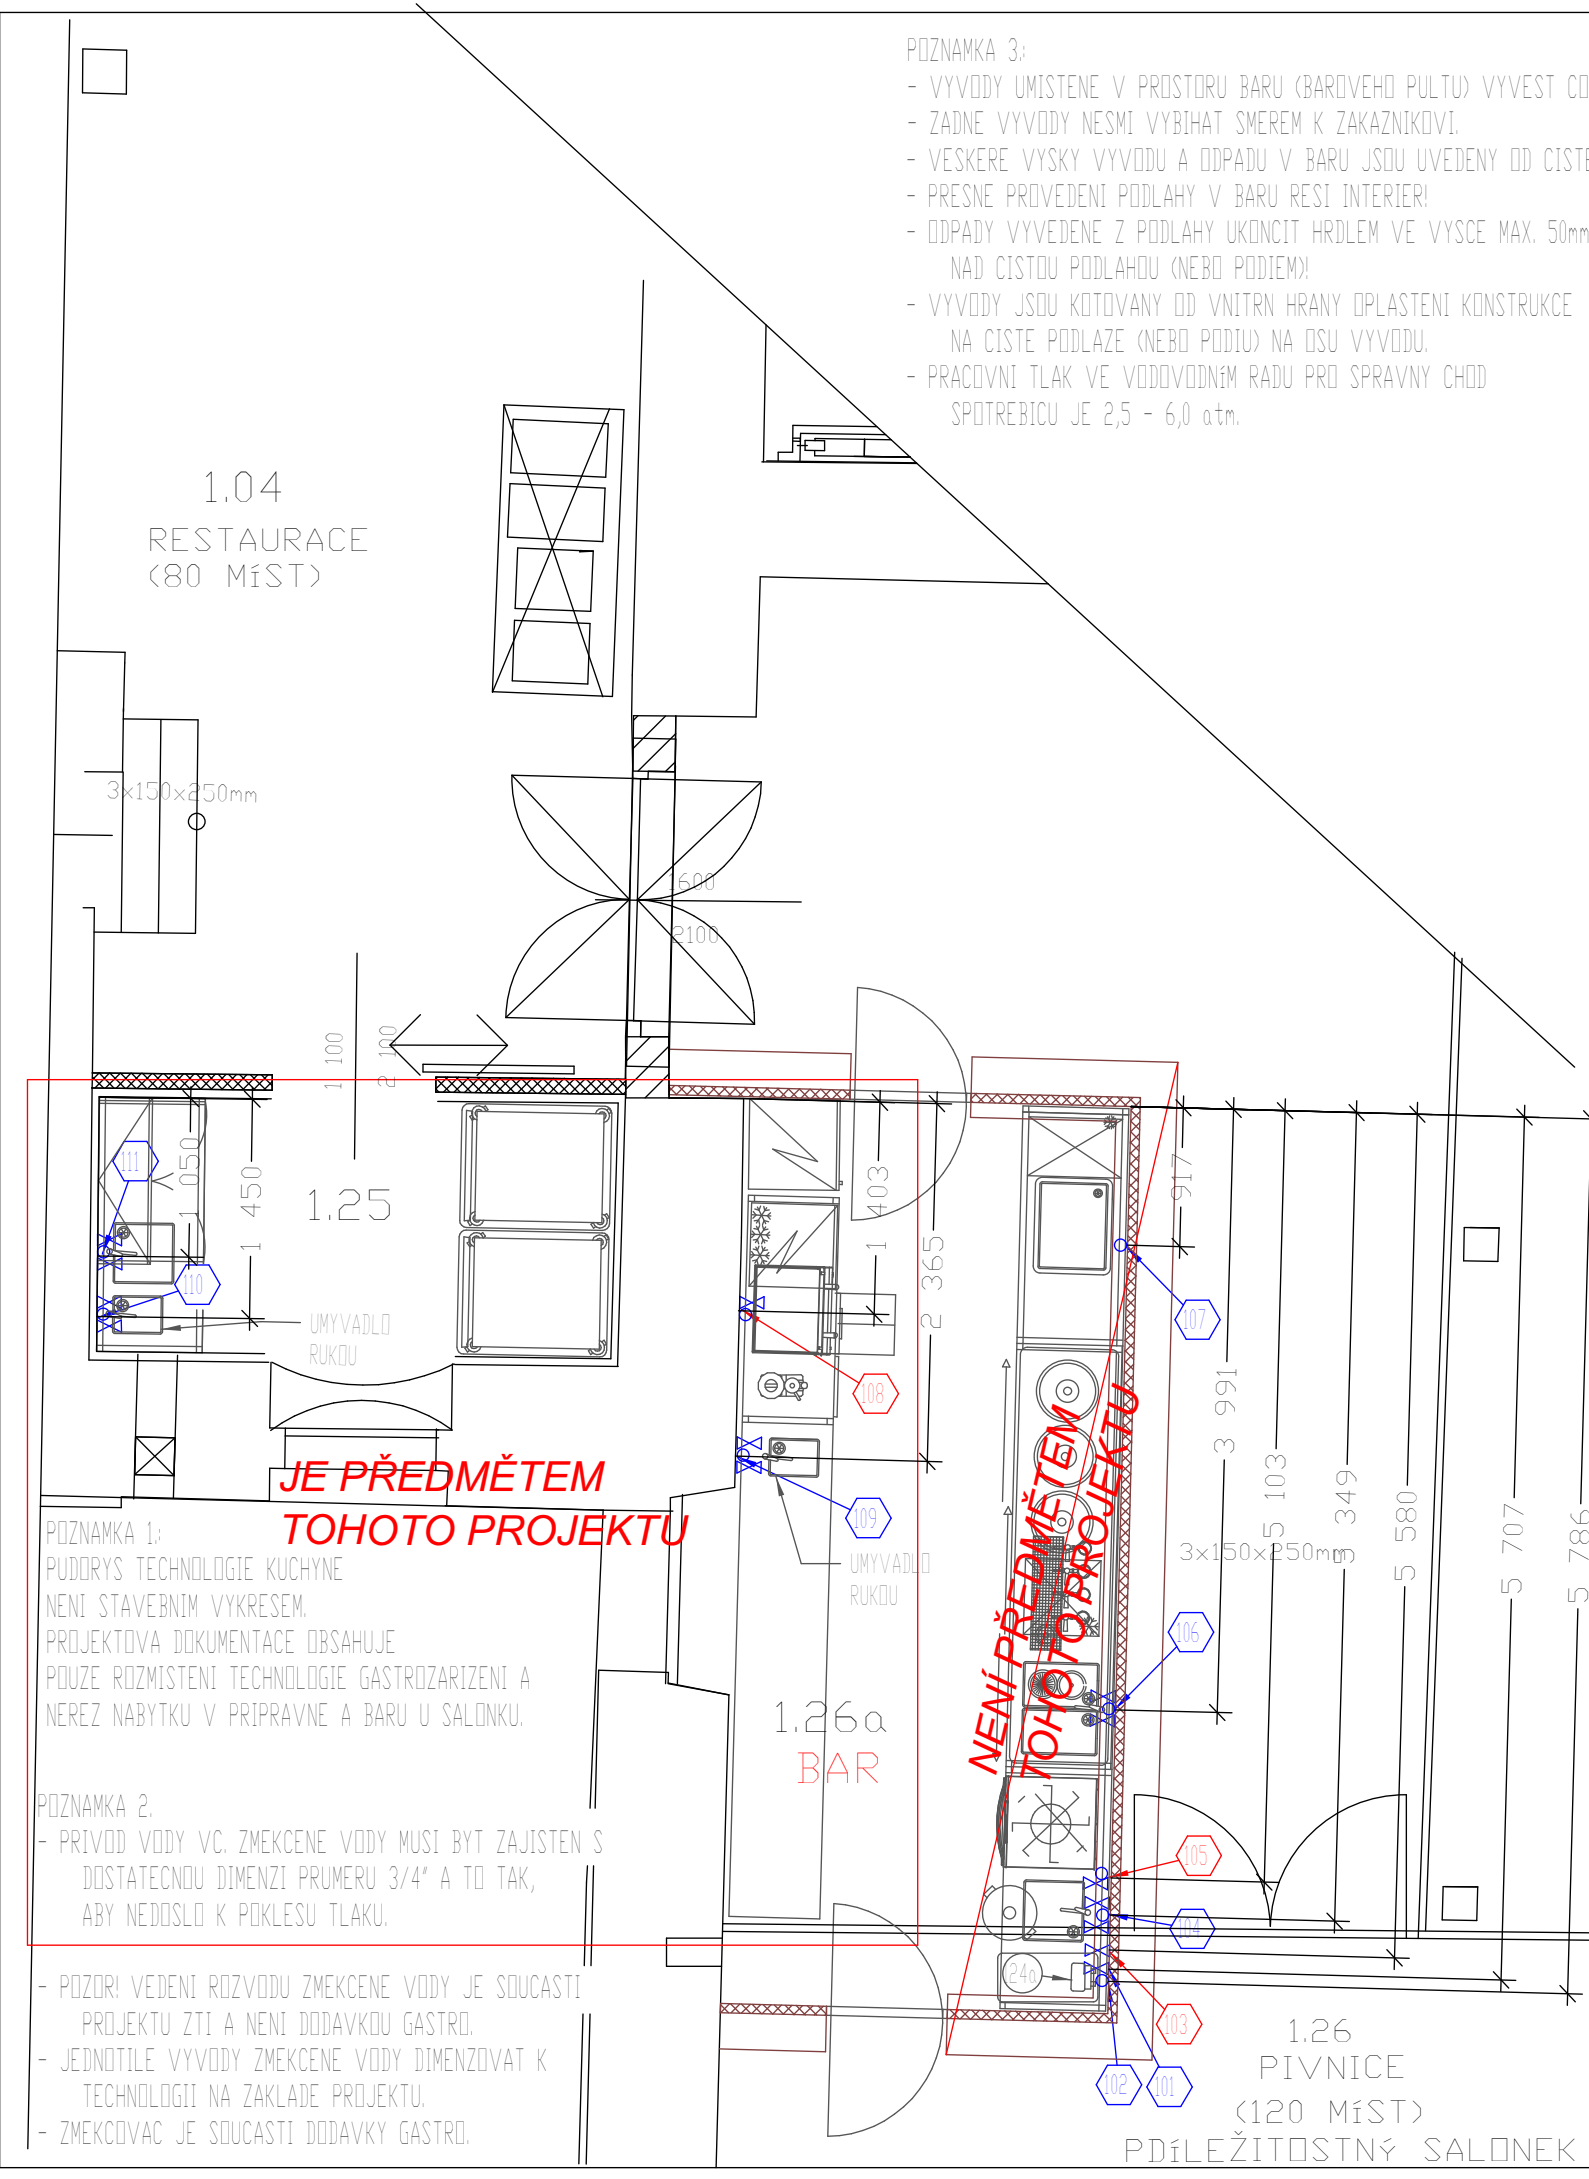 POZNAMKA 3.:
- VYVODY UMISTENE V PROSTORU BARU (BAROVEHO PULTU) VYVEST CO
- ZADNE VYVODY NESMI VYBIHAT SMEREM K ZAKAZNIKOVI.
- VESKERE VYSKY VYVODU A ODPADU V BARU JSOU UVEDENY OD CISTE
- PRESNE PROVEDENI PODLAHY V BARU RESI INTERIER!
- ODPADY VYVEDENE Z PODLAHY UKONCIT HRDLEM VE VYSCE MAX. 50mm
NAD CISTOU PODLAHOU (NEBO PODIEM)!
- VYVODY JSOU KOTOVANY OD VNITRN HRANY OPLASTENI KONSTRUKCE
NA CISTE PODLAZE (NEBO PODIU) NA OSU VYVODU.
- PRACOVNI TLAK VE VODOVODNíM RADU PRO SPRAVNY CHOD
SPOTREBICU JE 2,5 - 6,0 atm.
1.04
RESTAURACE
(80 MíST)
3x150x250mm
1600
2100
1 100
2 100
111
1 050
1 450
1.25
110
UMYVADLO
RUKOU
1 403
2 365
917
107
108
109
UMYVADLO
RUKOU
3 991
5 103
5 349
5 580
5 707
5 786
3x150x250mm
JE PŘEDMĚTEM
TOHOTO PROJEKTU
NENÍ PŘEDMĚTEM
TOHOTO PROJEKTU
POZNAMKA 1.:
PUDORYS TECHNOLOGIE KUCHYNE
NENI STAVEBNIM VYKRESEM.
PROJEKTOVA DOKUMENTACE OBSAHUJE
POUZE ROZMISTENI TECHNOLOGIE GASTROZARIZENI A
NEREZ NABYTKU V PRIPRAVNE A BARU U SALONKU.
106
1.26a
BAR
POZNAMKA 2.
- PRIVOD VODY VC. ZMEKCENE VODY MUSI BYT ZAJISTEN S
DOSTATECNOU DIMENZI PRUMERU 3/4" A TO TAK,
ABY NEDOSLO K POKLESU TLAKU.
105
104
24a
103
102
101
- POZOR! VEDENI ROZVODU ZMEKCENE VODY JE SOUCASTI
PROJEKTU ZTI A NENI DODAVKOU GASTRO.
- JEDNOTILE VYVODY ZMEKCENE VODY DIMENZOVAT K
TECHNOLOGII NA ZAKLADE PROJEKTU.
- ZMEKCOVAC JE SOUCASTI DODAVKY GASTRO.
1.26
PIVNICE
(120 MíST)
PDíLEŽITOSTNÝ SALONEK